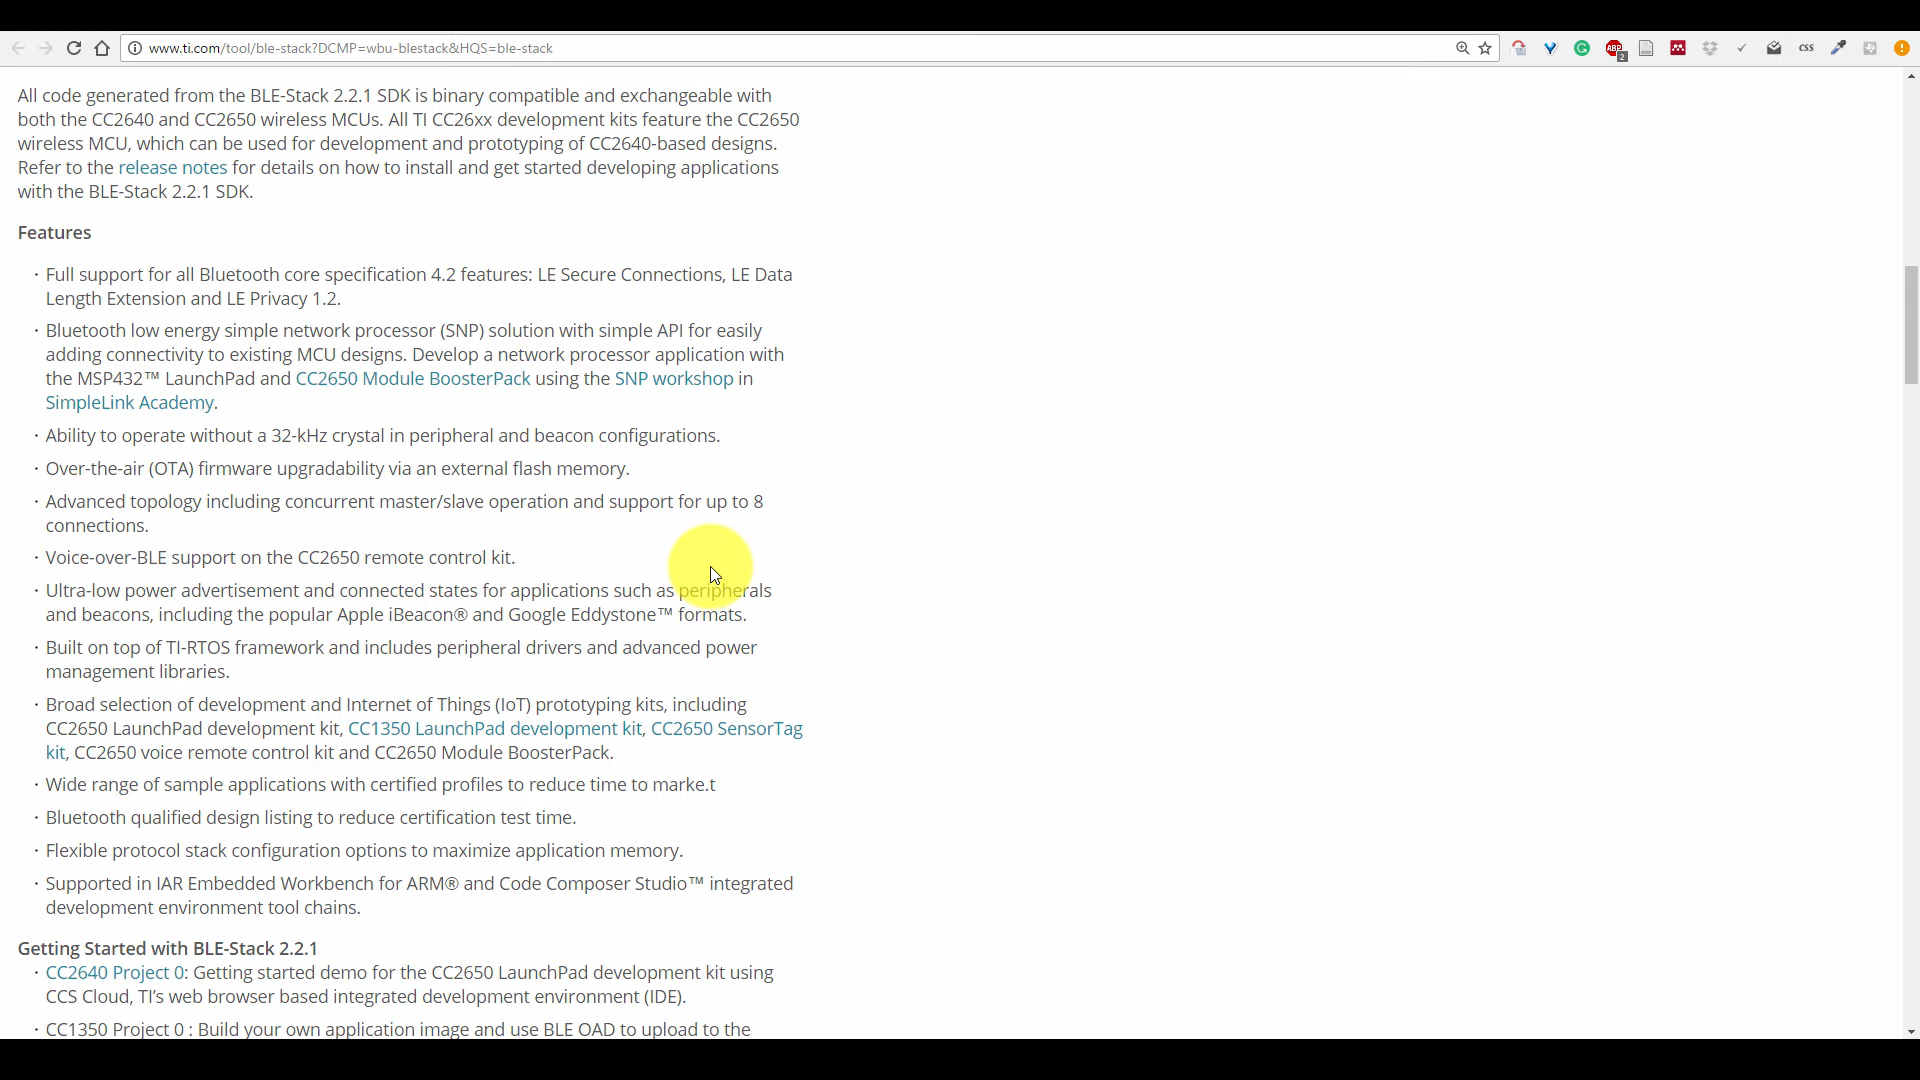 www.ti.com/tool/ble-stack?DCMP=wbu-blestack&HQS=ble-stack
ABP
2
css
All code generated from the BLE-Stack 2.2.1 SDK is binary compatible and exchangeable with
both the CC2640 and CC2650 wireless MCUs. All TI CC26xx development kits feature the CC2650
wireless MCU, which can be used for development and prototyping of CC2640-based designs.
Refer to the release notes for details on how to install and get started developing applications
with the BLE-Stack 2.2.1 SDK.
Features
· Full support for all Bluetooth core specification 4.2 features: LE Secure Connections, LE Data
Length Extension and LE Privacy 1.2.
· Bluetooth low energy simple network processor (SNP) solution with simple API for easily
adding connectivity to existing MCU designs. Develop a network processor application with
the MSP432™ LaunchPad and CC2650 Module BoosterPack using the SNP workshop in
SimpleLink Academy.
· Ability to operate without a 32-kHz crystal in peripheral and beacon configurations.
· Over-the-air (OTA) firmware upgradability via an external flash memory.
· Advanced topology including concurrent master/slave operation and support for up to 8
connections.
· Voice-over-BLE support on the CC2650 remote control kit.
· Ultra-low power advertisement and connected states for applications such as peripherals
and beacons, including the popular Apple iBeacon® and Google Eddystone™ formats.
· Built on top of TI-RTOS framework and includes peripheral drivers and advanced power
management libraries.
· Broad selection of development and Internet of Things (IoT) prototyping kits, including
CC2650 LaunchPad development kit, CC1350 LaunchPad development kit, CC2650 SensorTag
kit, CC2650 voice remote control kit and CC2650 Module BoosterPack.
· Wide range of sample applications with certified profiles to reduce time to marke.t
· Bluetooth qualified design listing to reduce certification test time.
· Flexible protocol stack configuration options to maximize application memory.
· Supported in IAR Embedded Workbench for ARM® and Code Composer Studio™ integrated
development environment tool chains.
Getting Started with BLE-Stack 2.2.1
· CC2640 Project 0: Getting started demo for the CC2650 LaunchPad development kit using
CCS Cloud, TI’s web browser based integrated development environment (IDE).
· CC1350 Project 0 : Build your own application image and use BLE OAD to upload to the